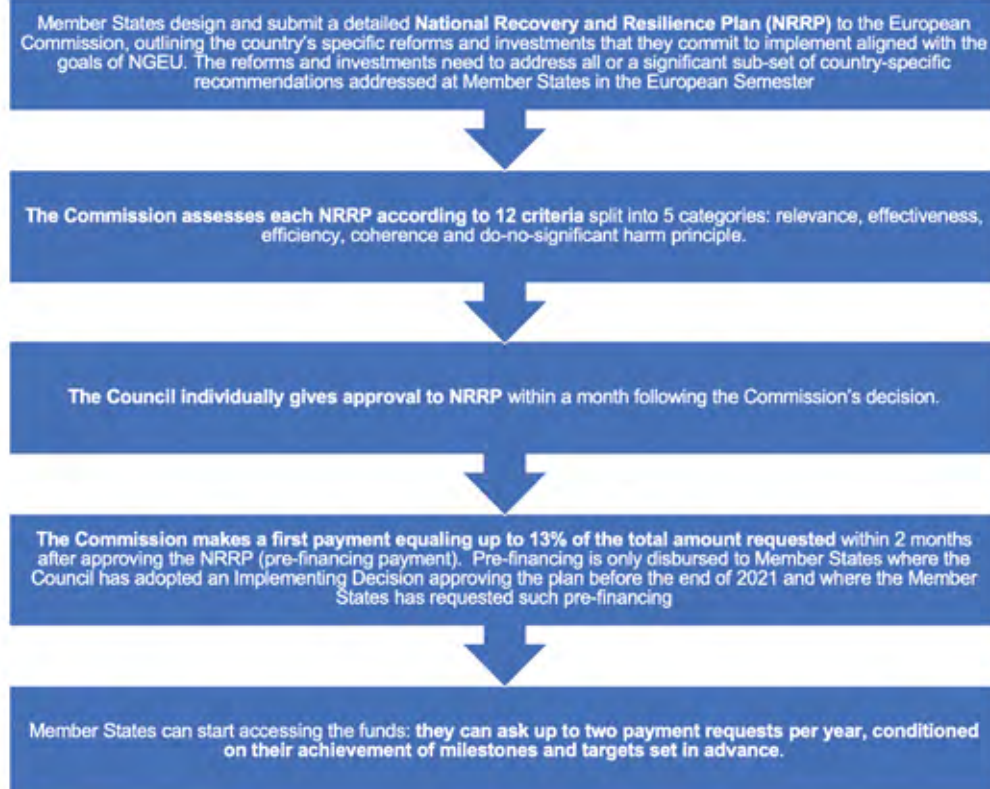 Member States design and submit a detailed National Recovery and Resilience Plan (NRRP) to the European
Commission, outlining the country's specific reforms and investments that they commit to implement aligned with the
goals of NGEU. The reforms and investments need to address all or a significant sub-set of country-specific
recommendations addressed at Member States in the European Semester
The Commission assesses each NRRP according to 12 criteria split into 5 categories: relevance, effectiveness,
efficiency, coherence and do-no-significant harm principle.
The Council individually gives approval to NRRP within a month following the Commission's decision.
The Commission makes a first payment equaling up to 13% of the total amount requested within 2 months
after approving the NRRP (pre-financing payment). Pre-financing is only disbursed to Member States where the
Council has adopted an Implementing Decision approving the plan before the end of 2021 and where the Member
States has requested such pre-financing
Member States can start accessing the funds: they can ask up to two payment requests per year, conditioned
on their achievement of milestones and targets set in advance.